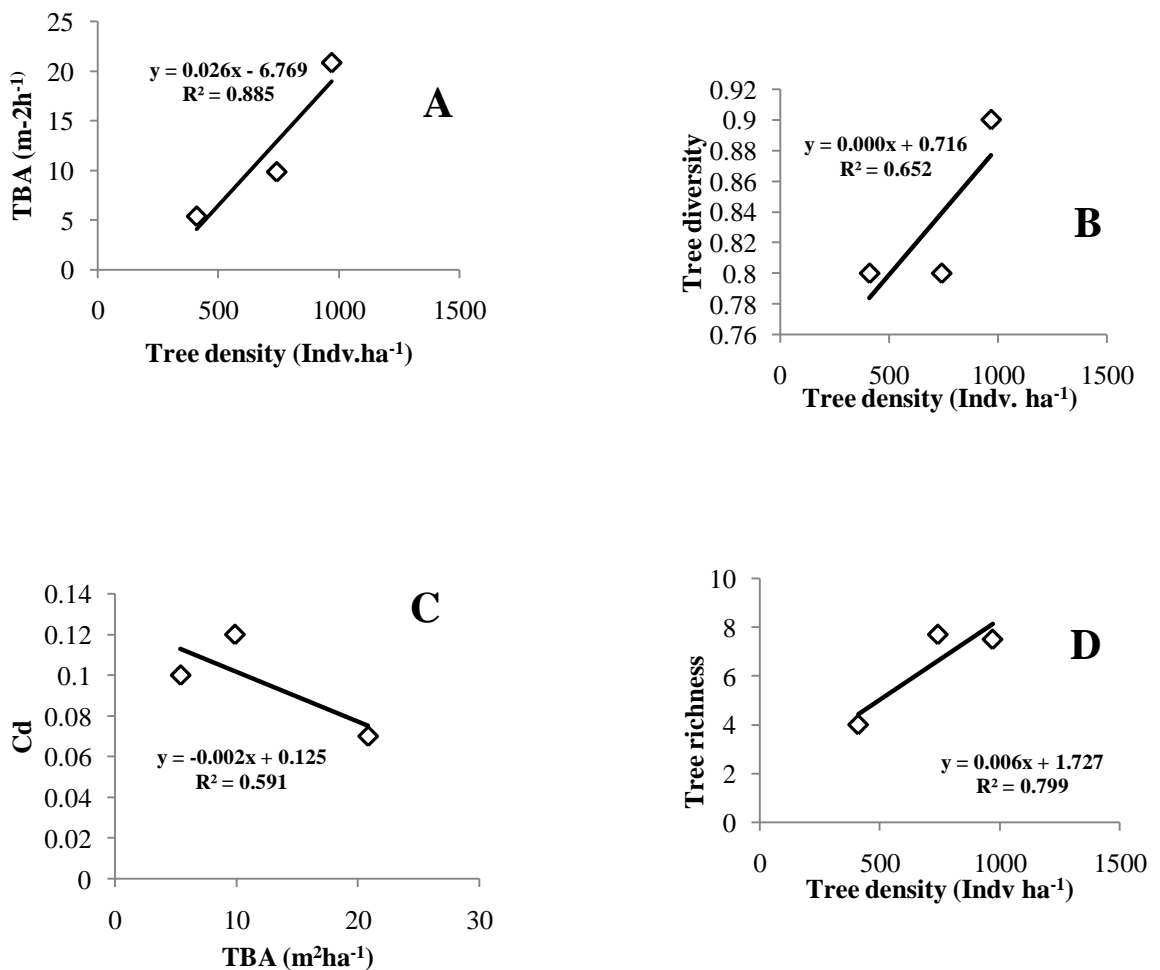 25
20
15
10
5
0
TBA (m-2h⁻¹)
y = 0.026x - 6.769
R² = 0.885
A
0
500
1000
1500
Tree density (Indv.ha⁻¹)
0.92
0.9
0.88
0.86
0.84
0.82
0.8
0.78
0.76
Tree diversity
y = 0.000x + 0.716
R² = 0.652
B
0
500
1000
1500
Tree density (Indv. ha⁻¹)
0.14
0.12
0.1
0.08
0.06
0.04
0.02
0
Cd
C
y = -0.002x + 0.125
R² = 0.591
0
10
20
30
TBA (m²ha⁻¹)
10
8
6
4
2
0
Tree richness
D
y = 0.006x + 1.727
R² = 0.799
0
500
1000
1500
Tree density (Indv ha⁻¹)